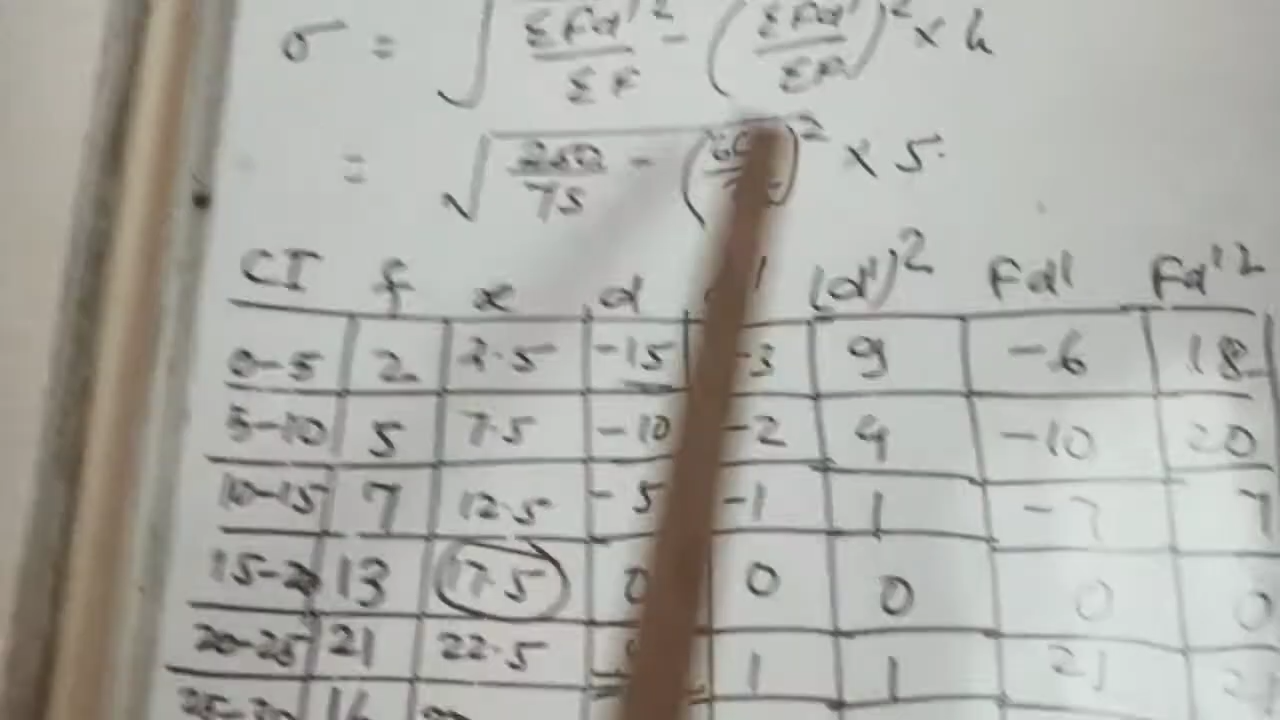 σ = √ΣFd'²/ΣF - (ΣFd'/ΣF)² × h
= √ /75 - ( )² × 5.
CI f x d (d')² Fd' Fd'²
0-5 2 2.5 -15 -3 9 -6 18
5-10 5 7.5 -10 -2 4 -10 20
10-15 7 12.5 -5 -1 1 -7 7
13 17.5 0 0 0 0 0
20-25 21 22.5 1 1 21
25-30 16